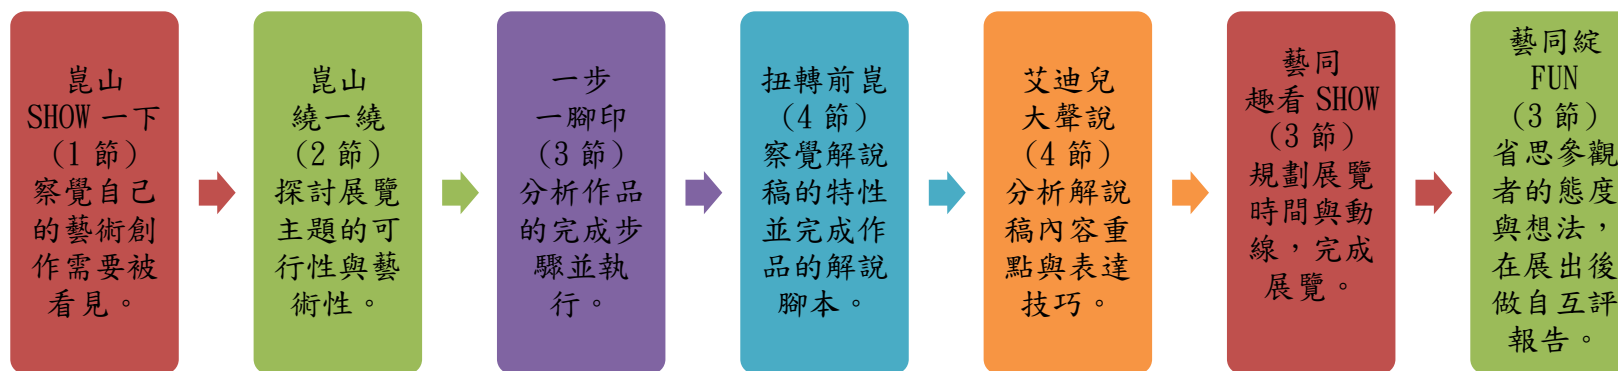 崑山
SHOW 一下
（1 節）
察覺自己
的藝術創
作需要被
看見。
崑山
繞一繞
（2 節）
探討展覽
主題的可
行性與藝
術性。
一步
一腳印
（3 節）
分析作品
的完成步
驟並執
行。
扭轉前崑
（4 節）
察覺解說
稿的特性
並完成作
品的解說
腳本。
艾迪兒
大聲說
（4 節）
分析解說
稿內容重
點與表達
技巧。
藝同
趣看 SHOW
（3 節）
規劃展覽
時間與動
線，完成
展覽。
藝同綻
FUN
（3 節）
省思參觀
者的態度
與想法，
在展出後
做自互評
報告。